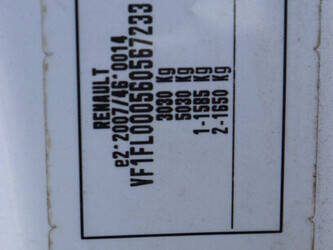 RENAULT
e2*2007/46*0014
VF1FL000560567233
3030 Kg
5030 Kg
1-1585 Kg
2-1650 Kg